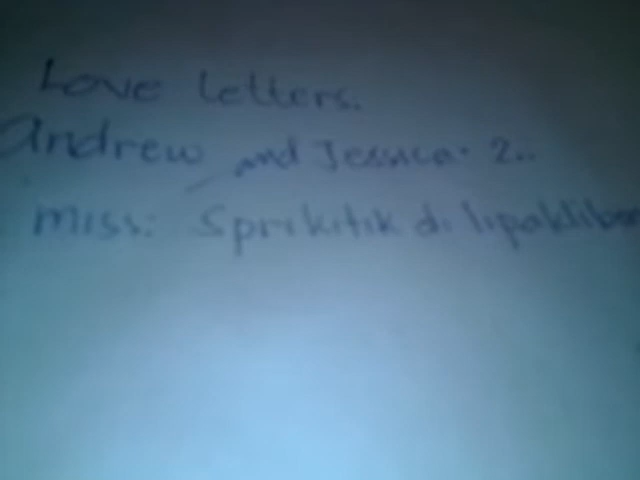 Love Letters.
Andrew and Jessica. 2..
Miss: Sprikitik di